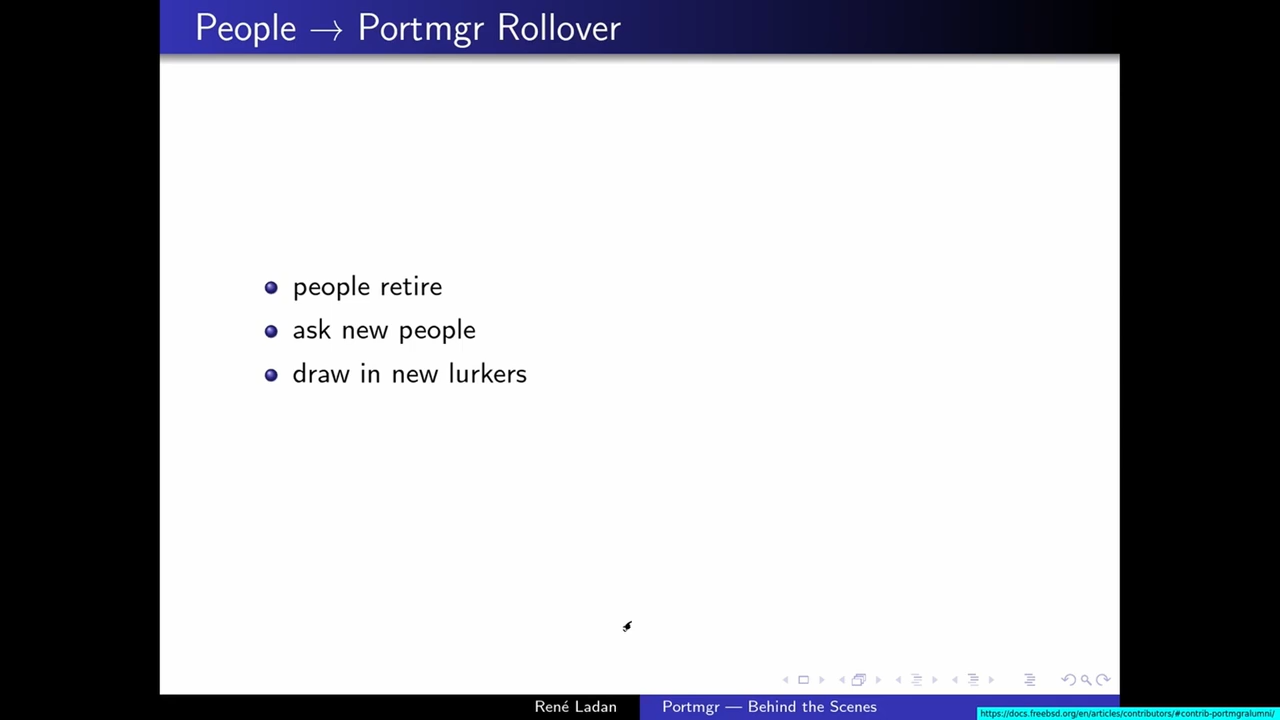 People → Portmgr Rollover
people retire
ask new people
draw in new lurkers
René Ladan
Portmgr — Behind the Scenes
https://docs.freebsd.org/en/articles/contributors/#contrib-portmgralumni/